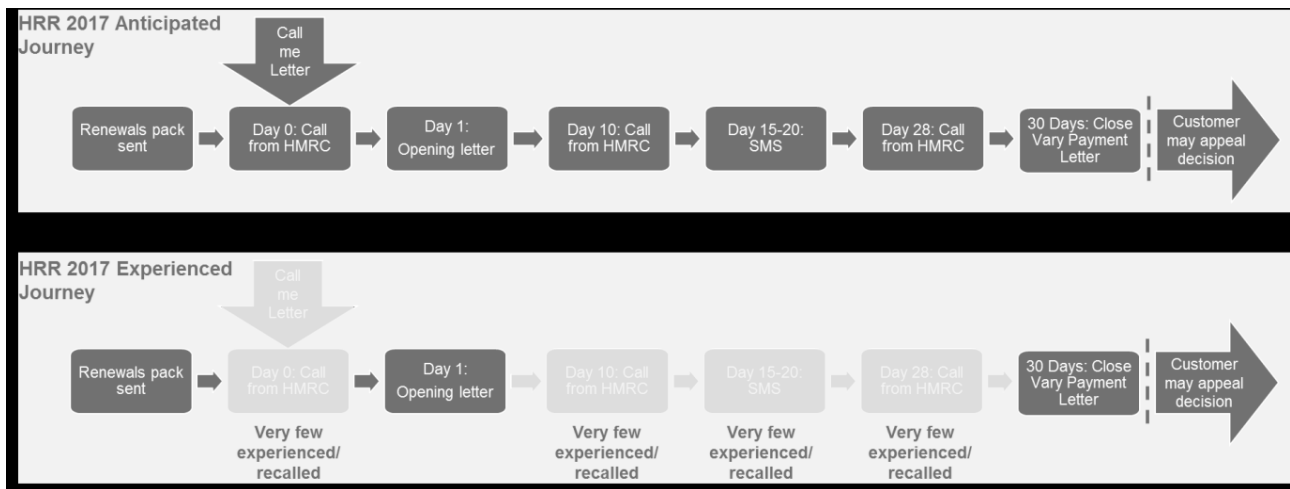 HRR 2017 Anticipated
Journey
Call
me
Letter
Renewals pack
sent
Day 0: Call
from HMRC
Day 1:
Opening letter
Day 10: Call
from HMRC
Day 15-20:
SMS
Day 28: Call
from HMRC
30 Days: Close
Vary Payment
Letter
Customer
may appeal
decision
HRR 2017 Experienced
Journey
Call
me
Letter
Renewals pack
sent
Day 0: Call
from HMRC
Day 1:
Opening letter
Day 10: Call
from HMRC
Day 15-20:
SMS
Day 28: Call
from HMRC
30 Days: Close
Vary Payment
Letter
Customer
may appeal
decision
Very few
experienced/
recalled
Very few
experienced/
recalled
Very few
experienced/
recalled
Very few
experienced/
recalled